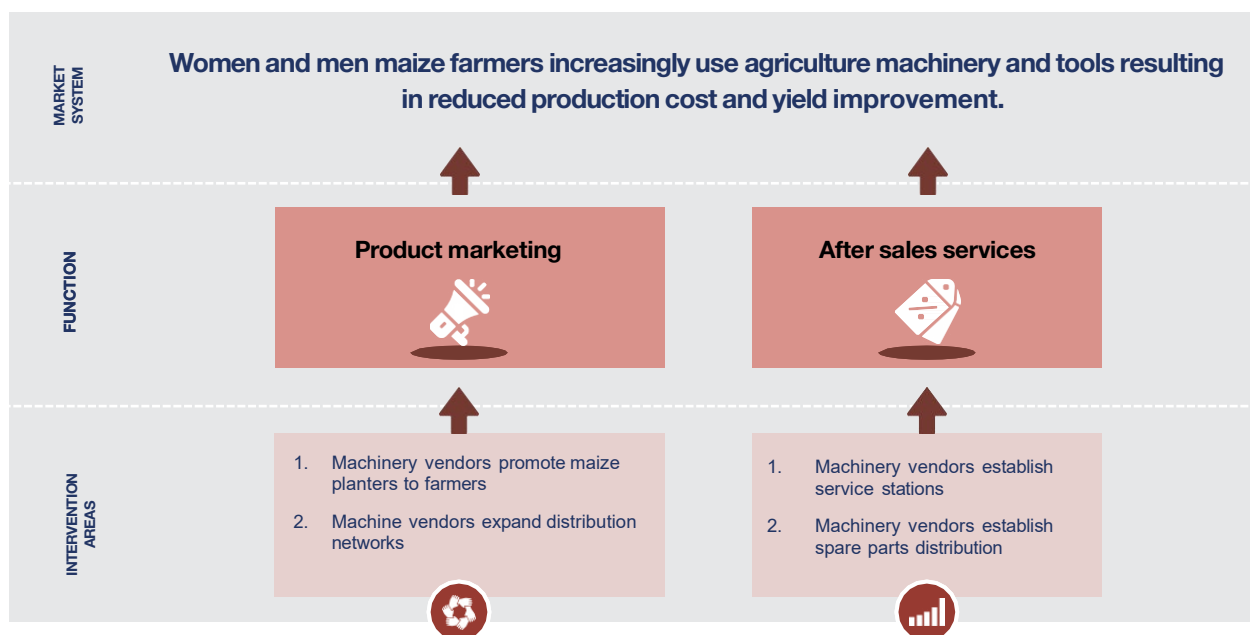 MARKET
SYSTEM
Women and men maize farmers increasingly use agriculture machinery and tools resulting
in reduced production cost and yield improvement.
FUNCTION
Product marketing
After sales services
INTERVENTION
AREAS
1. Machinery vendors promote maize
planters to farmers
2. Machine vendors expand distribution
networks
1. Machinery vendors establish
service stations
2. Machinery vendors establish
spare parts distribution